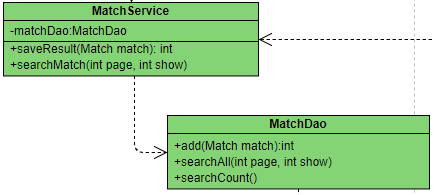 MatchService
-matchDao:MatchDao
+saveResult(Match match): int
+searchMatch(int page, int show)
MatchDao
+add(Match match):int
+searchAll(int page, int show)
+searchCount()